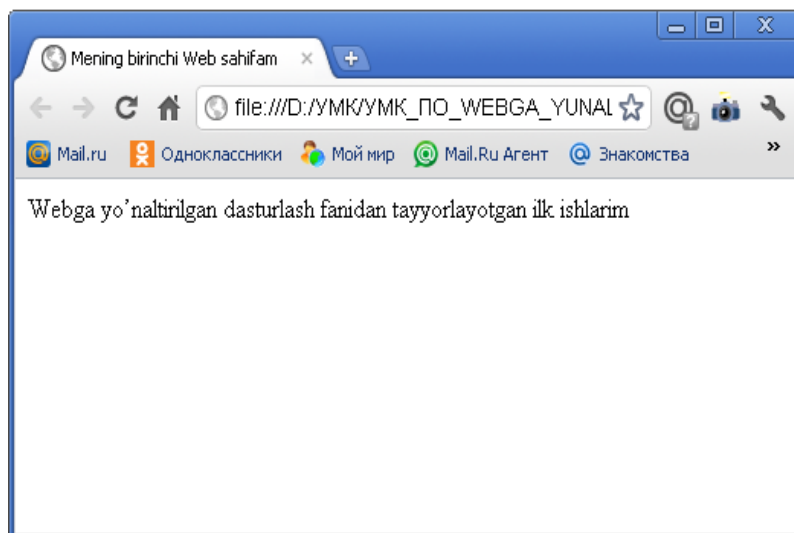 Mening birinchi Web sahifam
file:///D:/УМК/УМК_ПО_WEBGA_YUNAL
Mail.ru Одноклассники Мой мир Mail.Ru Агент Знакомства »
Webga yo’naltirilgan dasturlash fanidan tayyorlayotgan ilk ishlarim